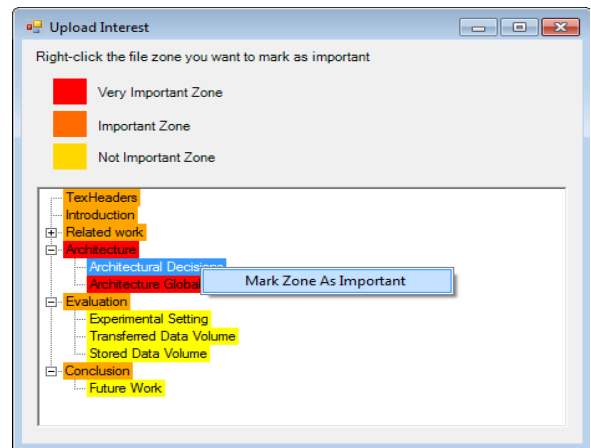 Upload Interest
Right-click the file zone you want to mark as important
Very Important Zone
Important Zone
Not Important Zone
TexHeaders
Introduction
Related work
Architecture
Architectural Decisions
Mark Zone As Important
Architecture Global
Evaluation
Experimental Setting
Transferred Data Volume
Stored Data Volume
Conclusion
Future Work